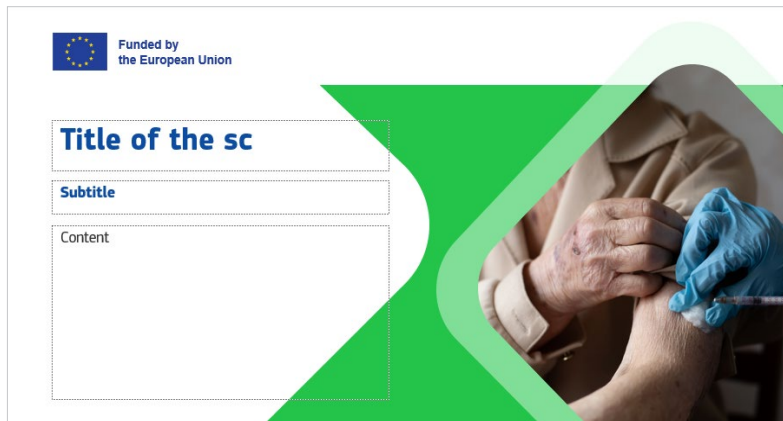 Funded by
the European Union
Title of the sc
Subtitle
Content